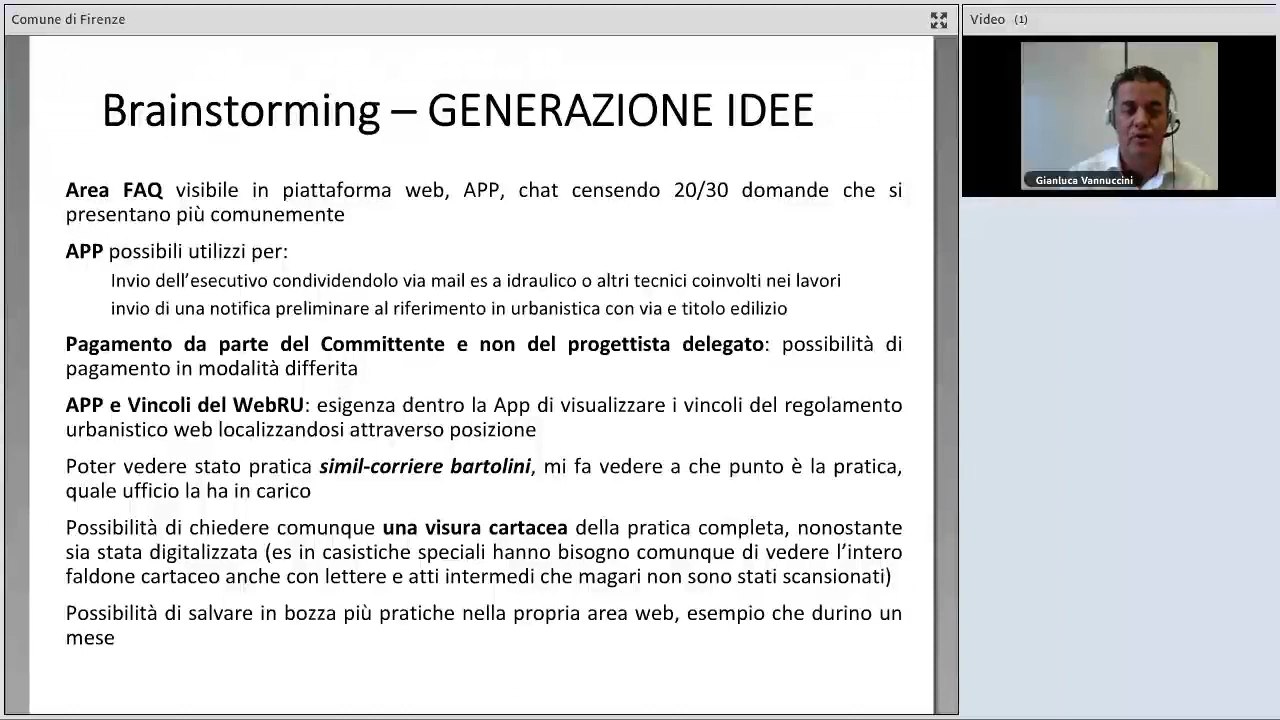 Comune di Firenze
Video (1)
Gianluca Vannuccini
Brainstorming – GENERAZIONE IDEE
Area FAQ visibile in piattaforma web, APP, chat censendo 20/30 domande che si
presentano più comunemente
APP possibili utilizzi per:
Invio dell’esecutivo condividendolo via mail es a idraulico o altri tecnici coinvolti nei lavori
invio di una notifica preliminare al riferimento in urbanistica con via e titolo edilizio
Pagamento da parte del Committente e non del progettista delegato: possibilità di
pagamento in modalità differita
APP e Vincoli del WebRU: esigenza dentro la App di visualizzare i vincoli del regolamento
urbanistico web localizzandosi attraverso posizione
Poter vedere stato pratica simil-corriere bartolini, mi fa vedere a che punto è la pratica,
quale ufficio la ha in carico
Possibilità di chiedere comunque una visura cartacea della pratica completa, nonostante
sia stata digitalizzata (es in casistiche speciali hanno bisogno comunque di vedere l’intero
faldone cartaceo anche con lettere e atti intermedi che magari non sono stati scansionati)
Possibilità di salvare in bozza più pratiche nella propria area web, esempio che durino un
mese